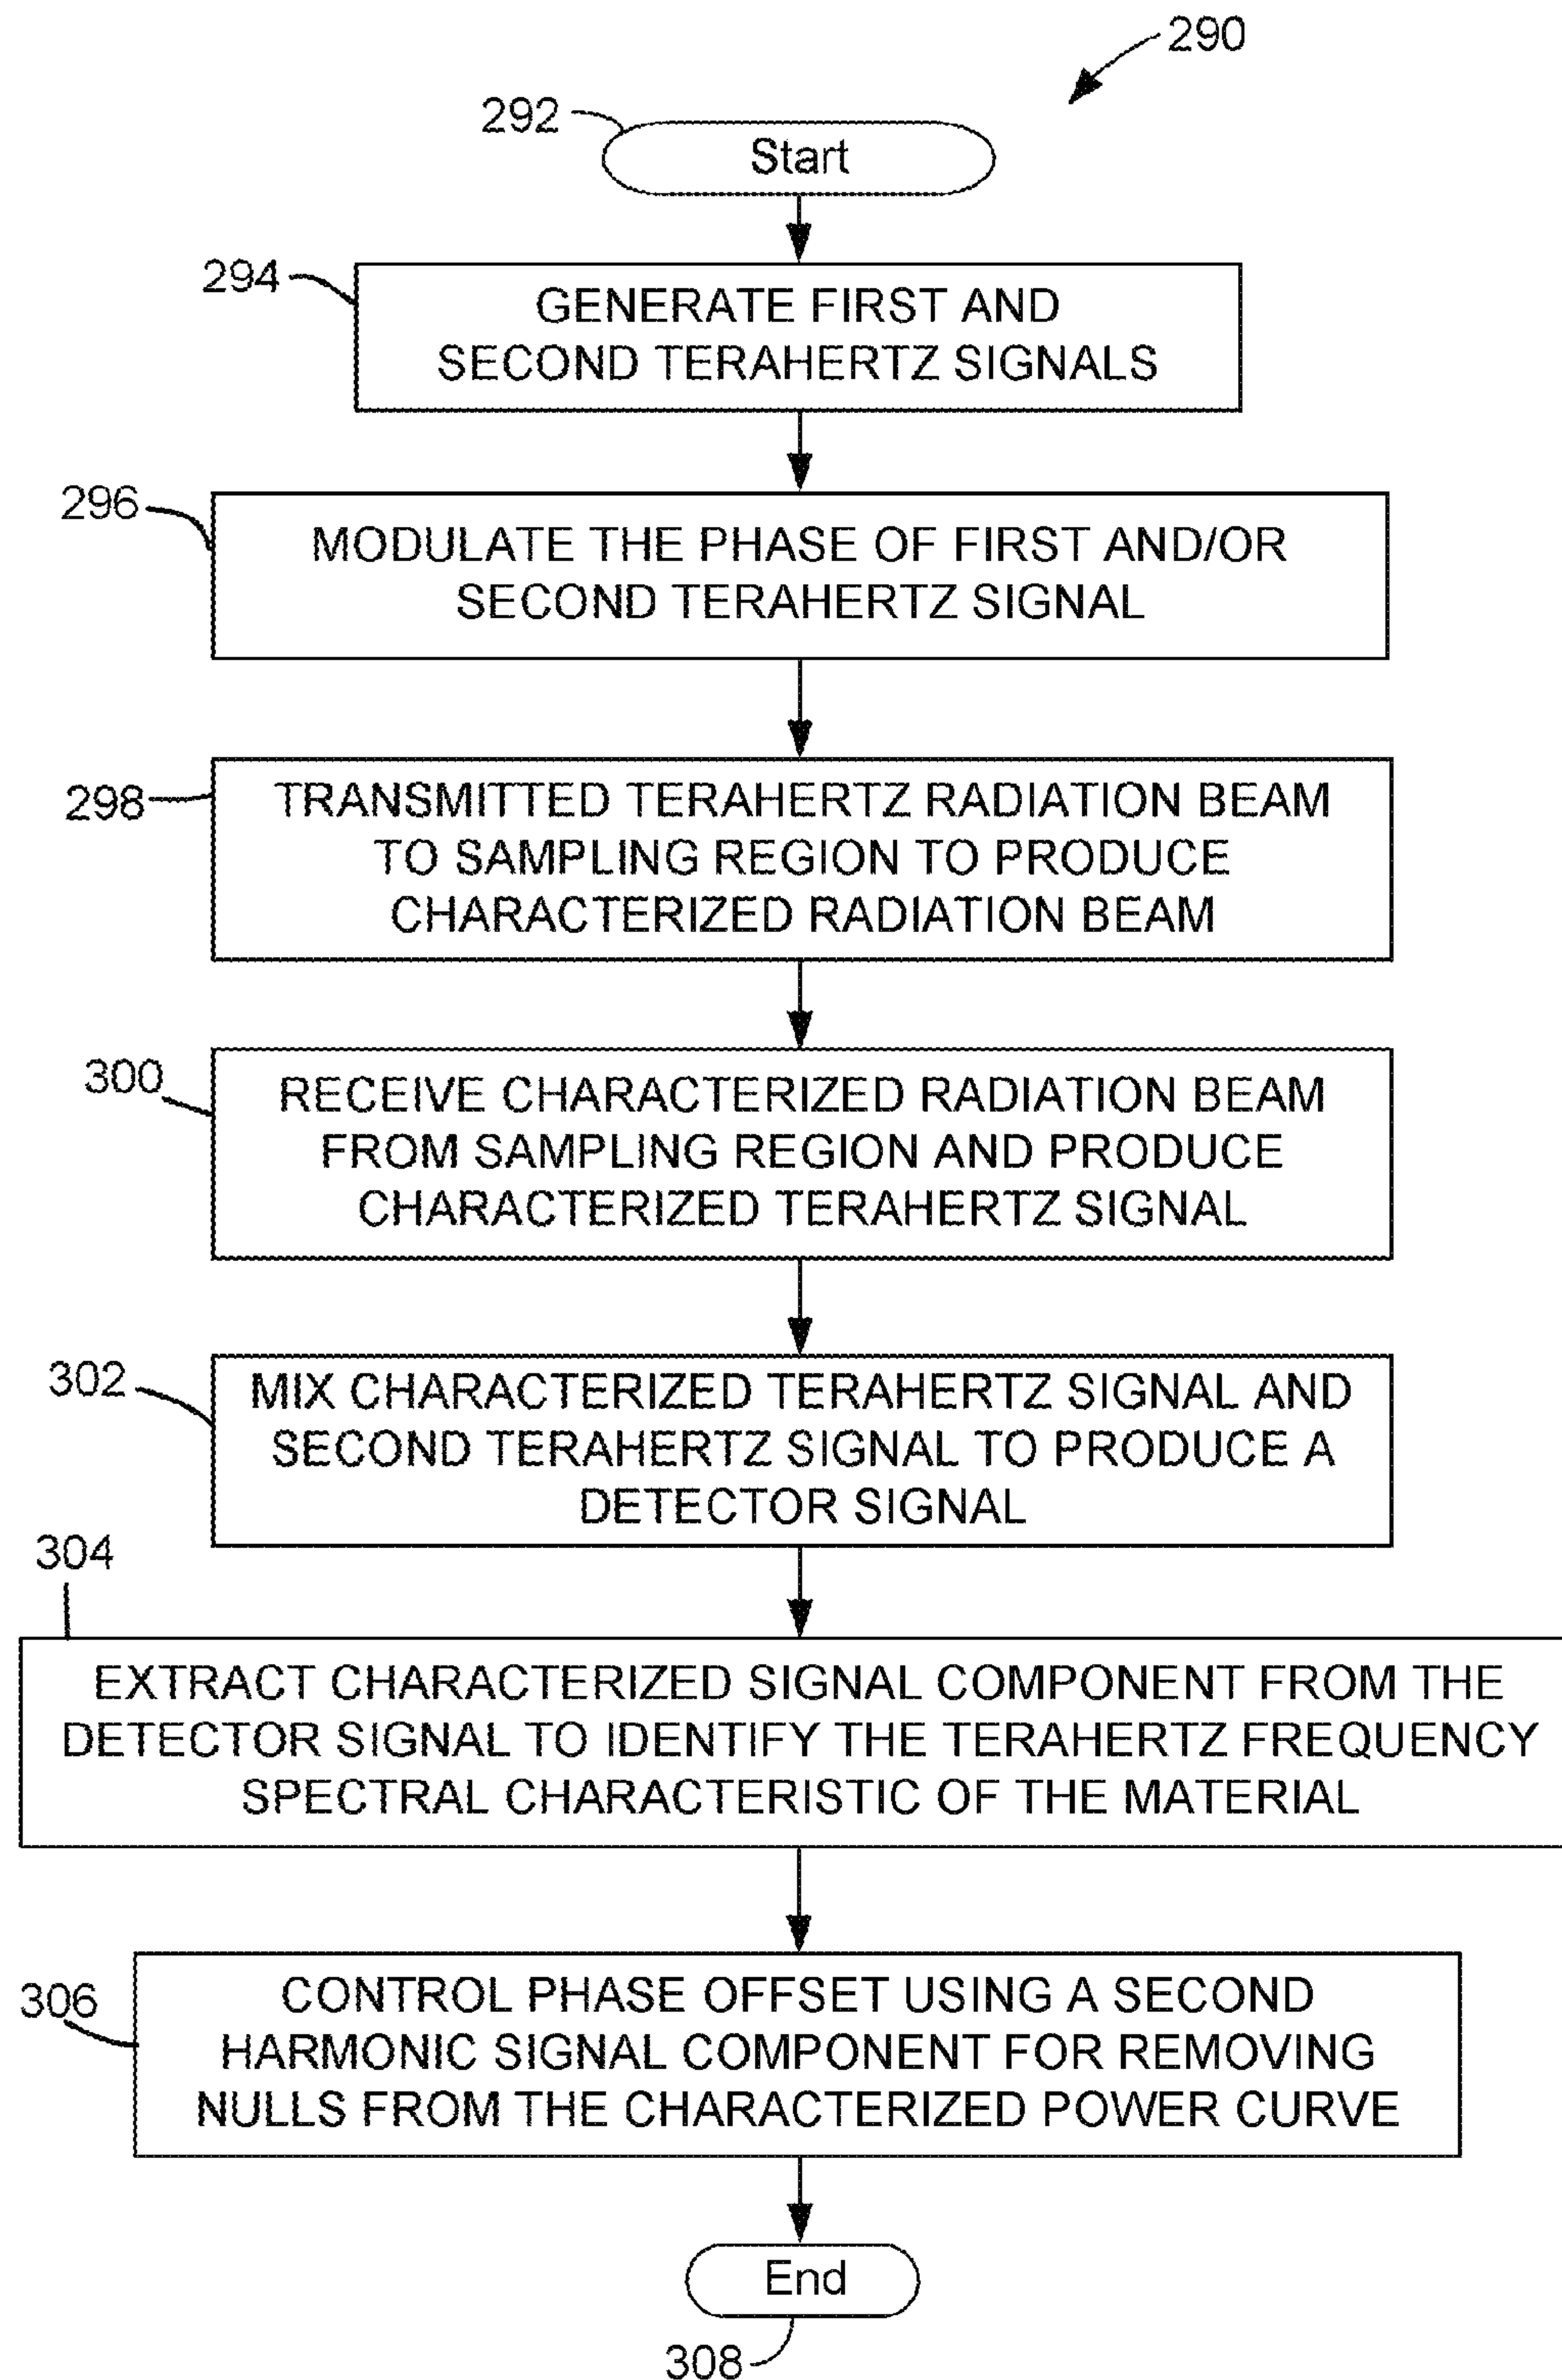 290
292
Start
294
GENERATE FIRST AND
SECOND TERAHERTZ SIGNALS
296
MODULATE THE PHASE OF FIRST AND/OR
SECOND TERAHERTZ SIGNAL
298
TRANSMITTED TERAHERTZ RADIATION BEAM
TO SAMPLING REGION TO PRODUCE
CHARACTERIZED RADIATION BEAM
300
RECEIVE CHARACTERIZED RADIATION BEAM
FROM SAMPLING REGION AND PRODUCE
CHARACTERIZED TERAHERTZ SIGNAL
302
MIX CHARACTERIZED TERAHERTZ SIGNAL AND
SECOND TERAHERTZ SIGNAL TO PRODUCE A
DETECTOR SIGNAL
304
EXTRACT CHARACTERIZED SIGNAL COMPONENT FROM THE
DETECTOR SIGNAL TO IDENTIFY THE TERAHERTZ FREQUENCY
SPECTRAL CHARACTERISTIC OF THE MATERIAL
306
CONTROL PHASE OFFSET USING A SECOND
HARMONIC SIGNAL COMPONENT FOR REMOVING
NULLS FROM THE CHARACTERIZED POWER CURVE
End
308